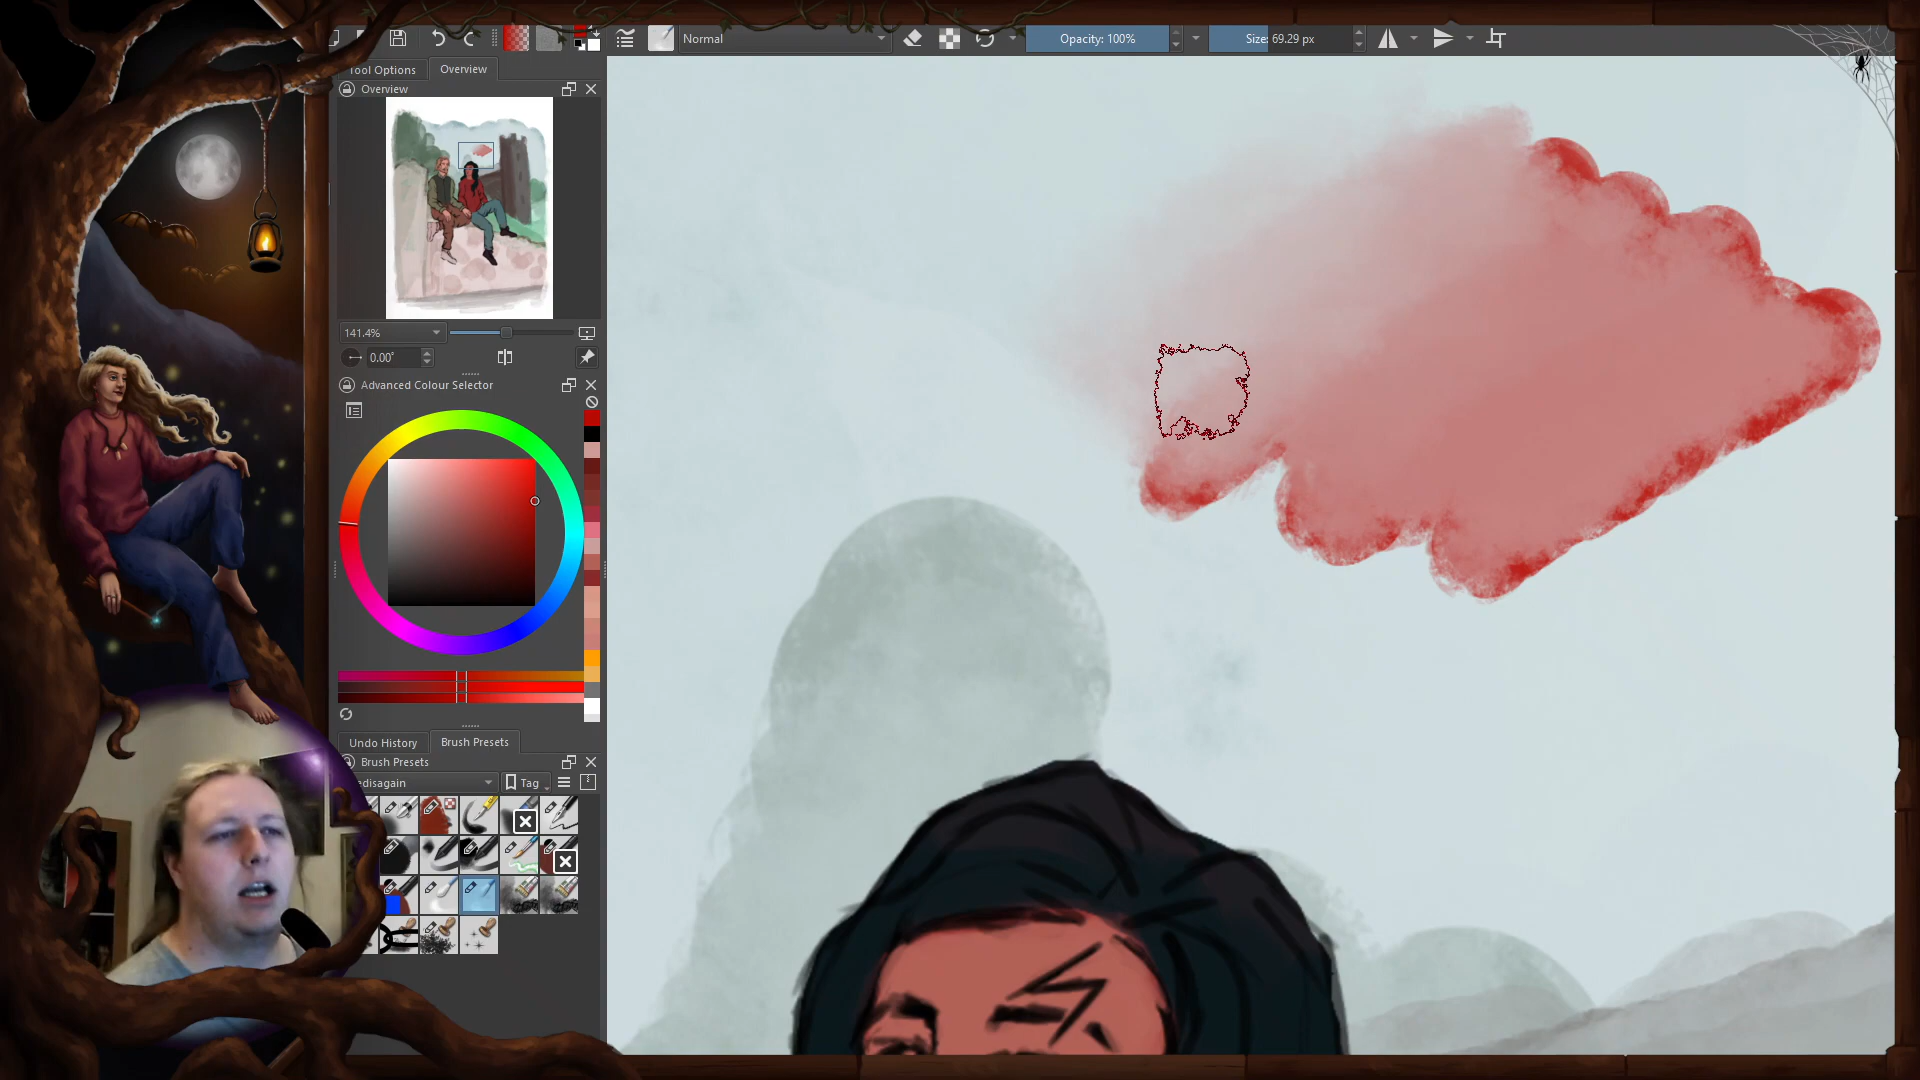 Normal
Opacity: 100%
Size: 69.29 px
Tool Options
Overview
Overview
141.4%
0.00°
Advanced Colour Selector
Undo History
Brush Presets
Brush Presets
edisagain
Tag